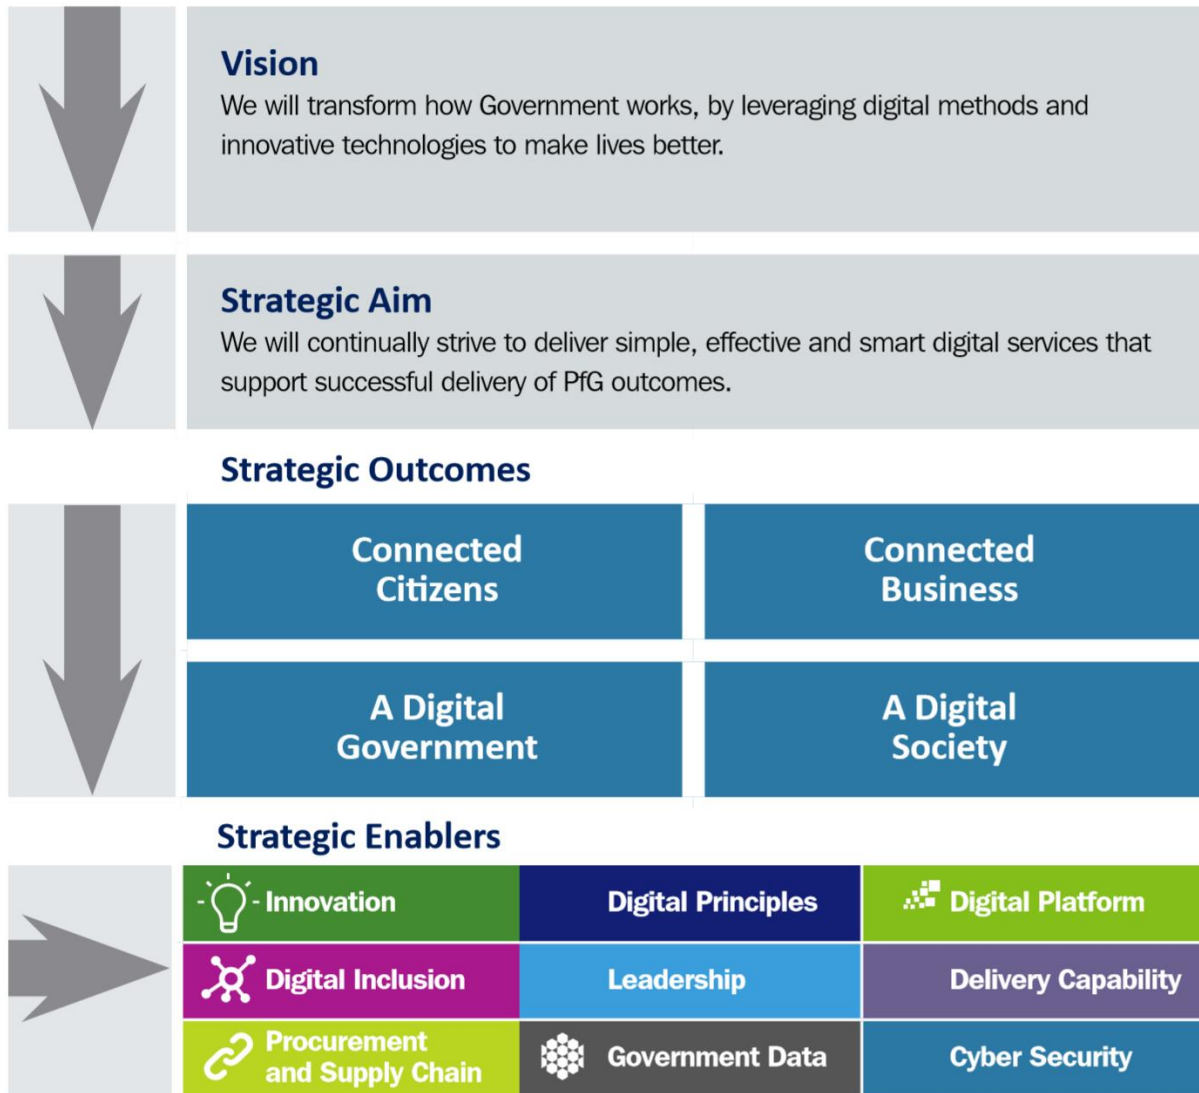 Vision
We will transform how Government works, by leveraging digital methods and
innovative technologies to make lives better.
Strategic Aim
We will continually strive to deliver simple, effective and smart digital services that
support successful delivery of PfG outcomes.
Strategic Outcomes
Connected
Citizens
Connected
Business
A Digital
Government
A Digital
Society
Strategic Enablers
Innovation
Digital Principles
Digital Platform
Digital Inclusion
Leadership
Delivery Capability
Procurement
and Supply Chain
Government Data
Cyber Security